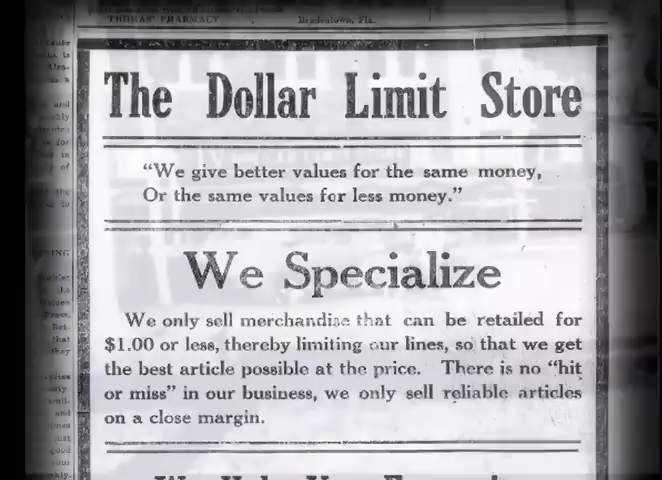 THOMAS' PHARMACY
Bradentown, Fla.
The Dollar Limit Store
"We give better values for the same money,
Or the same values for less money."
We Specialize
We only sell merchandise that can be retailed for
$1.00 or less, thereby limiting our lines, so that we get
the best article possible at the price. There is no "hit
or miss" in our business, we only sell reliable articles
on a close margin.